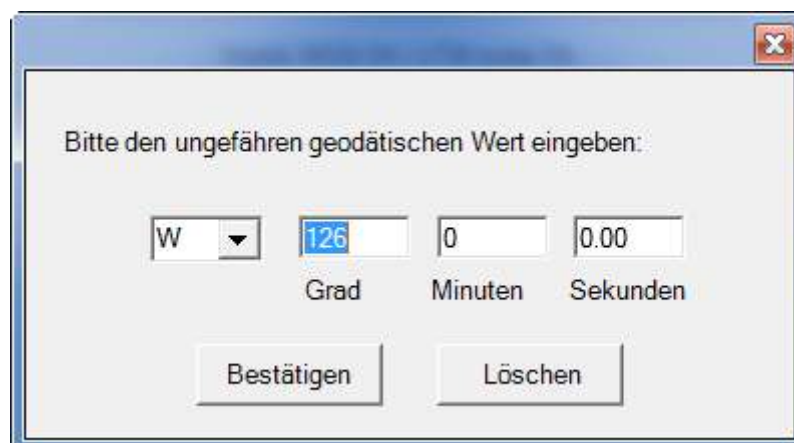 Bitte den ungefähren geodätischen Wert eingeben:
W 126 0 0.00
Grad Minuten Sekunden
Bestätigen Löschen